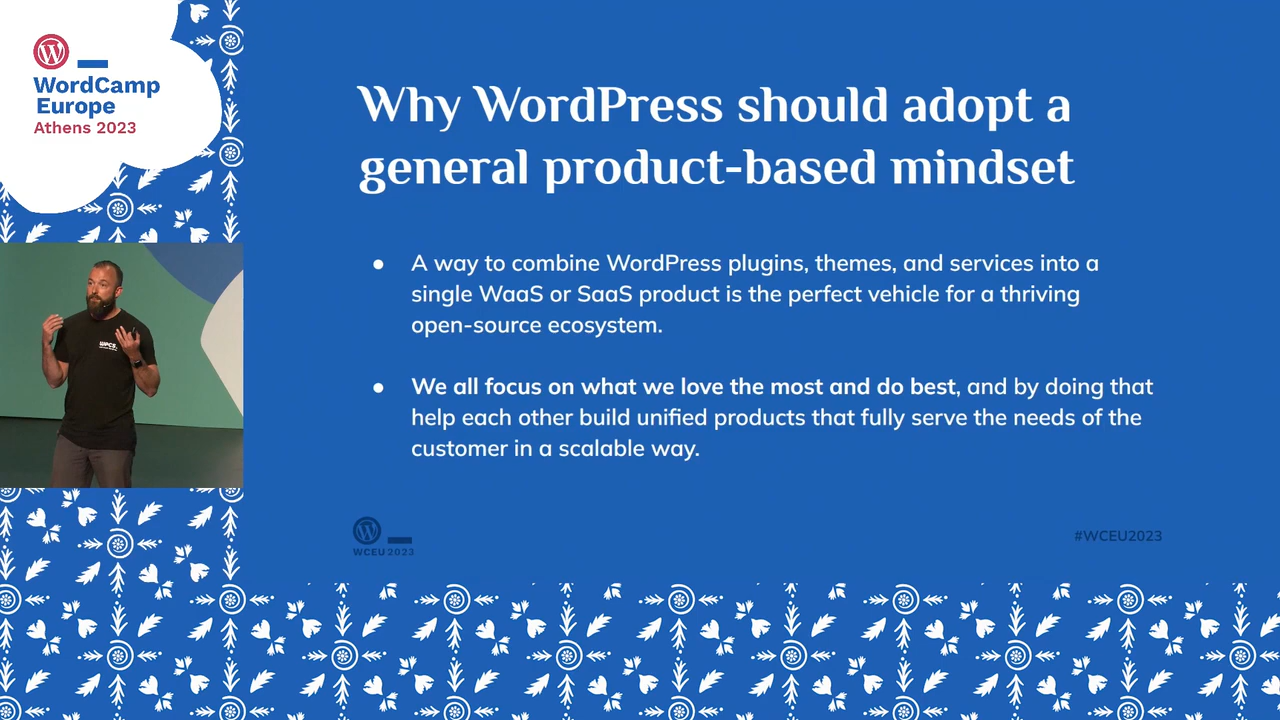 WordCamp
Europe
Athens 2023
Why WordPress should adopt a
general product-based mindset
● A way to combine WordPress plugins, themes, and services into a
single WaaS or SaaS product is the perfect vehicle for a thriving
open-source ecosystem.
● We all focus on what we love the most and do best, and by doing that
help each other build unified products that fully serve the needs of the
customer in a scalable way.
WPCS
WCEU 2023
#WCEU2023